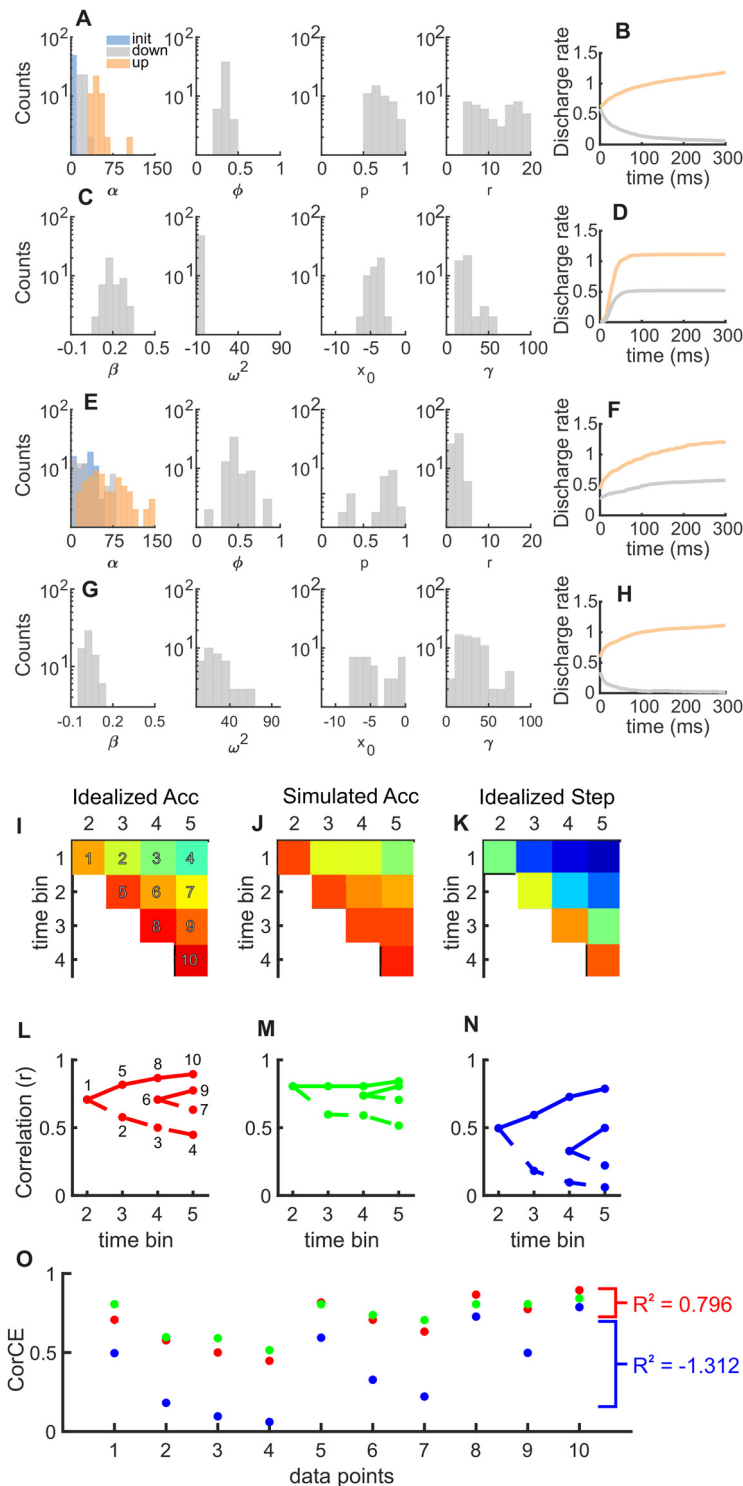 A
init
down
up
B
Counts
10²
10¹
10²
10¹
10²
10¹
10²
10¹
Discharge rate
1.5
1
0.5
0
0 75 150
α
0 0.5 1
ϕ
0 0.5 1
p
0 10 20
r
0 100 200 300
time (ms)
C
D
Counts
10²
10¹
10²
10¹
10²
10¹
10²
10¹
Discharge rate
1.5
1
0.5
0
-0.1 0.2 0.5
β
-10 40 90
ω²
-10 -5 0
x₀
0 50 100
γ
0 100 200 300
time (ms)
E
F
Counts
10²
10¹
10²
10¹
10²
10¹
10²
10¹
Discharge rate
1.5
1
0.5
0
0 75 150
α
0 0.5 1
ϕ
0 0.5 1
p
0 10 20
r
0 100 200 300
time (ms)
G
H
Counts
10²
10¹
10²
10¹
10²
10¹
10²
10¹
Discharge rate
1.5
1
0.5
0
-0.1 0.2 0.5
β
40 90
ω²
-10 -5 0
x₀
0 50 100
γ
0 100 200 300
time (ms)
Idealized Acc
Simulated Acc
Idealized Step
I
2 3 4 5
J
2 3 4 5
K
2 3 4 5
time bin
1
2
3
4
1 2 3 4
5 6 7
8 9
10
time bin
1
2
3
4
time bin
1
2
3
4
L
M
N
Correlation (r)
1
0.5
0
1
5
8
10
6
9
7
2
3
4
2 3 4 5
time bin
1
0.5
0
2 3 4 5
time bin
1
0.5
0
2 3 4 5
time bin
O
CorCE
1
0.5
0
R² = 0.796
R² = -1.312
1 2 3 4 5 6 7 8 9 10
data points